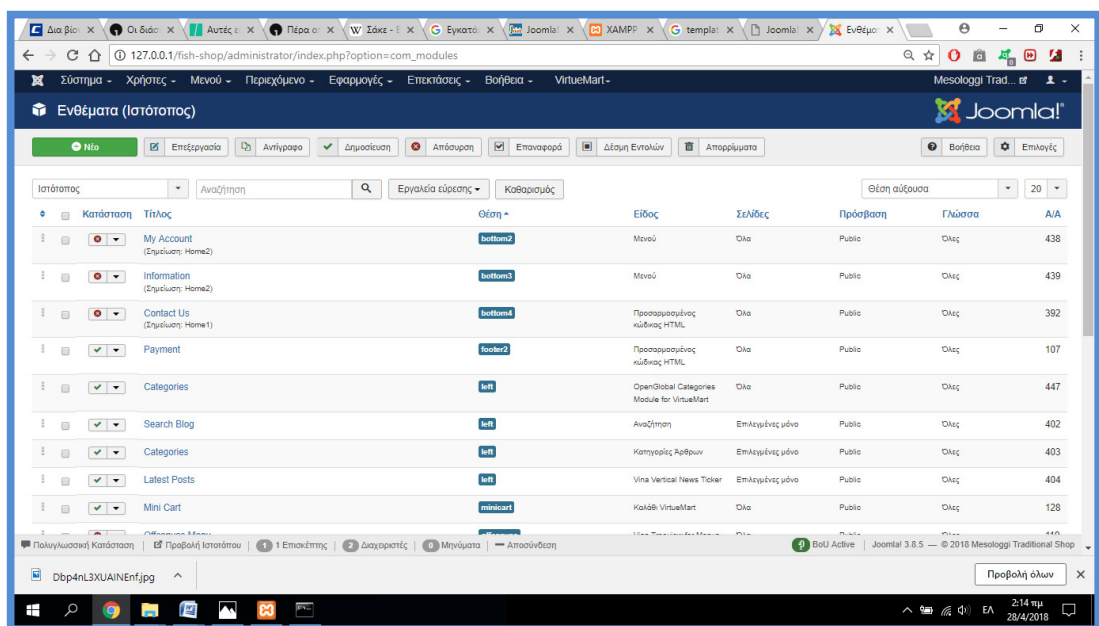 Δια βίο
Οι διάσ
Αυτές ε
Πέρα α
Σάκε - Ε
Εγκατά
Joomla!
XAMPP
templat
Joomla!
Ενθέμα
127.0.0.1/fish-shop/administrator/index.php?option=com_modules
Σύστημα Χρήστες Μενού Περιεχόμενο Εφαρμογές Επεκτάσεις Βοήθεια VirtueMart Mesologgi Trad...
Ενθέματα (Ιστότοπος) Joomla!
Νέο Επεξεργασία Αντίγραφο Δημοσίευση Απόσυρση Επαναφορά Δέσμη Εντολών Απορρίμματα Βοήθεια Επιλογές
Ιστότοπος Αναζήτηση Εργαλεία εύρεσης Καθαρισμός Θέση αύξουσα 20
Κατάσταση Τίτλος Θέση Είδος Σελίδες Πρόσβαση Γλώσσα Α/Α
My Account bottom2 Μενού Όλα Public Όλες 438
(Σημείωση: Home2)
Information bottom3 Μενού Όλα Public Όλες 439
(Σημείωση: Home2)
Contact Us bottom4 Προσαρμοσμένος Όλα Public Όλες 392
(Σημείωση: Home1) κώδικας HTML
Payment footer2 Προσαρμοσμένος Όλα Public Όλες 107
κώδικας HTML
Categories left OpenGlobal Categories Όλα Public Όλες 447
Module for VirtueMart
Search Blog left Αναζήτηση Επιλεγμένες μόνο Public Όλες 402
Categories left Κατηγορίες Άρθρων Επιλεγμένες μόνο Public Όλες 403
Latest Posts left Vina Vertical News Ticker Επιλεγμένες μόνο Public Όλες 404
Mini Cart minicart Καλάθι VirtueMart Όλα Public Όλες 128
Πολυγλωσσική Κατάσταση Προβολή Ιστοτόπου 1 1 Επισκέπτης 2 Διαχειριστές 0 Μηνύματα Αποσύνδεση BoU Active Joomla! 3.8.5 — © 2018 Mesologgi Traditional Shop
Dbp4nL3XUAINEnf.jpg Προβολή όλων
ΕΛ 2:14 πμ
28/4/2018